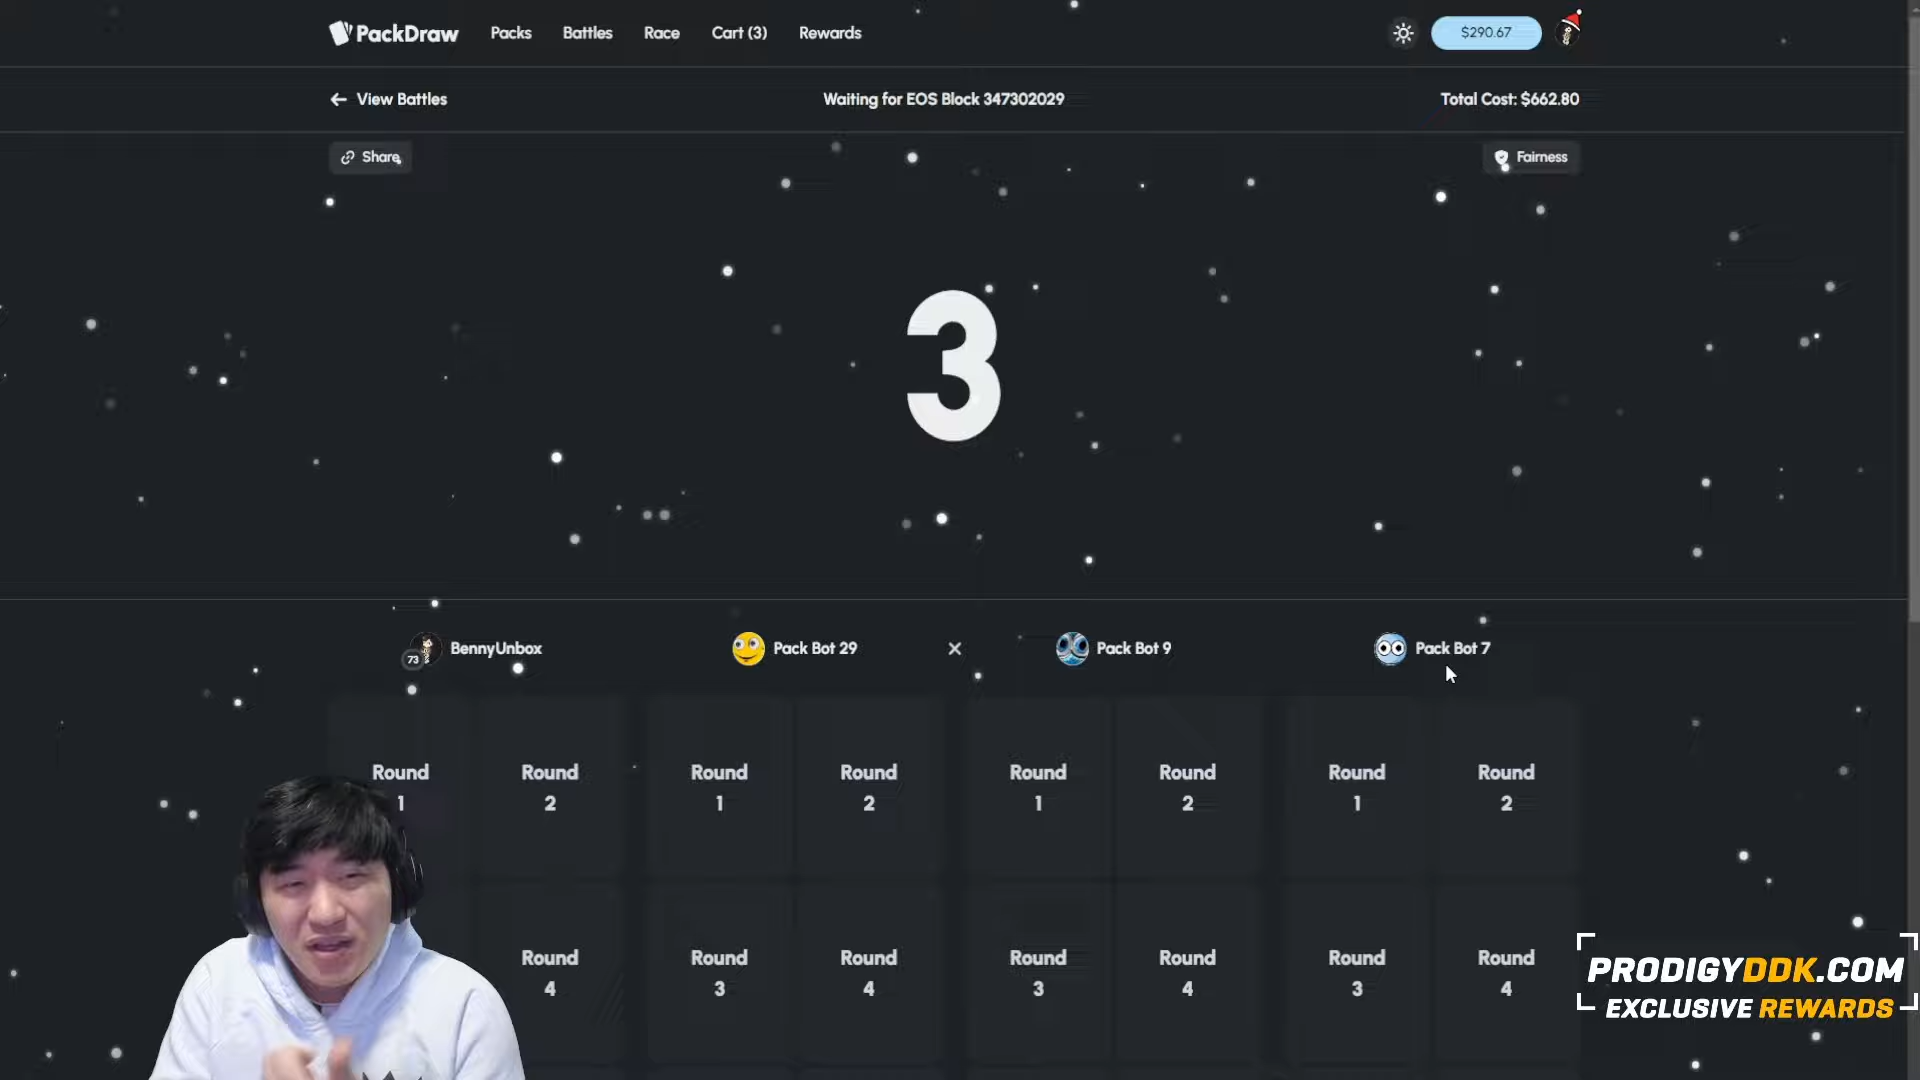 PackDraw Packs Battles Race Cart (3) Rewards $290.67
View Battles Waiting for EOS Block 347302029 Total Cost: $662.80
Share Fairness
3
73 BennyUnbox Pack Bot 29 Pack Bot 9 Pack Bot 7
Round Round Round Round Round Round Round Round
1 2 1 2 1 2 1 2
Round Round Round Round Round Round Round
4 3 4 3 4 3 4
PRODIGYDDK.COM
EXCLUSIVE REWARDS